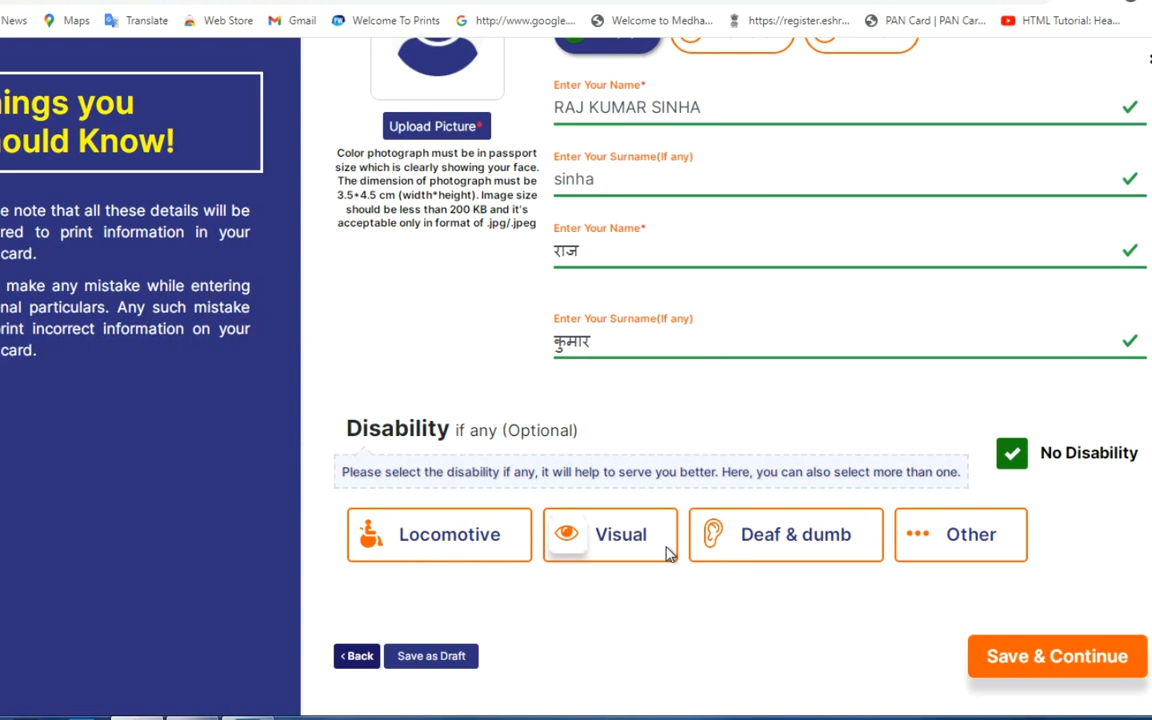 News Maps Translate Web Store Gmail Welcome To Prints http://www.google.... Welcome to Medha... https://register.eshr... PAN Card | PAN Car... HTML Tutorial: Hea...
ings you
ould Know!
e note that all these details will be
red to print information in your
card.
make any mistake while entering
nal particulars. Any such mistake
rint incorrect information on your
card.
Upload Picture*
Color photograph must be in passport
size which is clearly showing your face.
The dimension of photograph must be
3.5*4.5 cm (width*height). Image size
should be less than 200 KB and it's
acceptable only in format of .jpg/.jpeg
Enter Your Name*
RAJ KUMAR SINHA
Enter Your Surname(If any)
sinha
Enter Your Name*
राज
Enter Your Surname(If any)
कुमार
Disability if any (Optional)
No Disability
Please select the disability if any, it will help to serve you better. Here, you can also select more than one.
Locomotive Visual Deaf & dumb Other
‹ Back Save as Draft Save & Continue